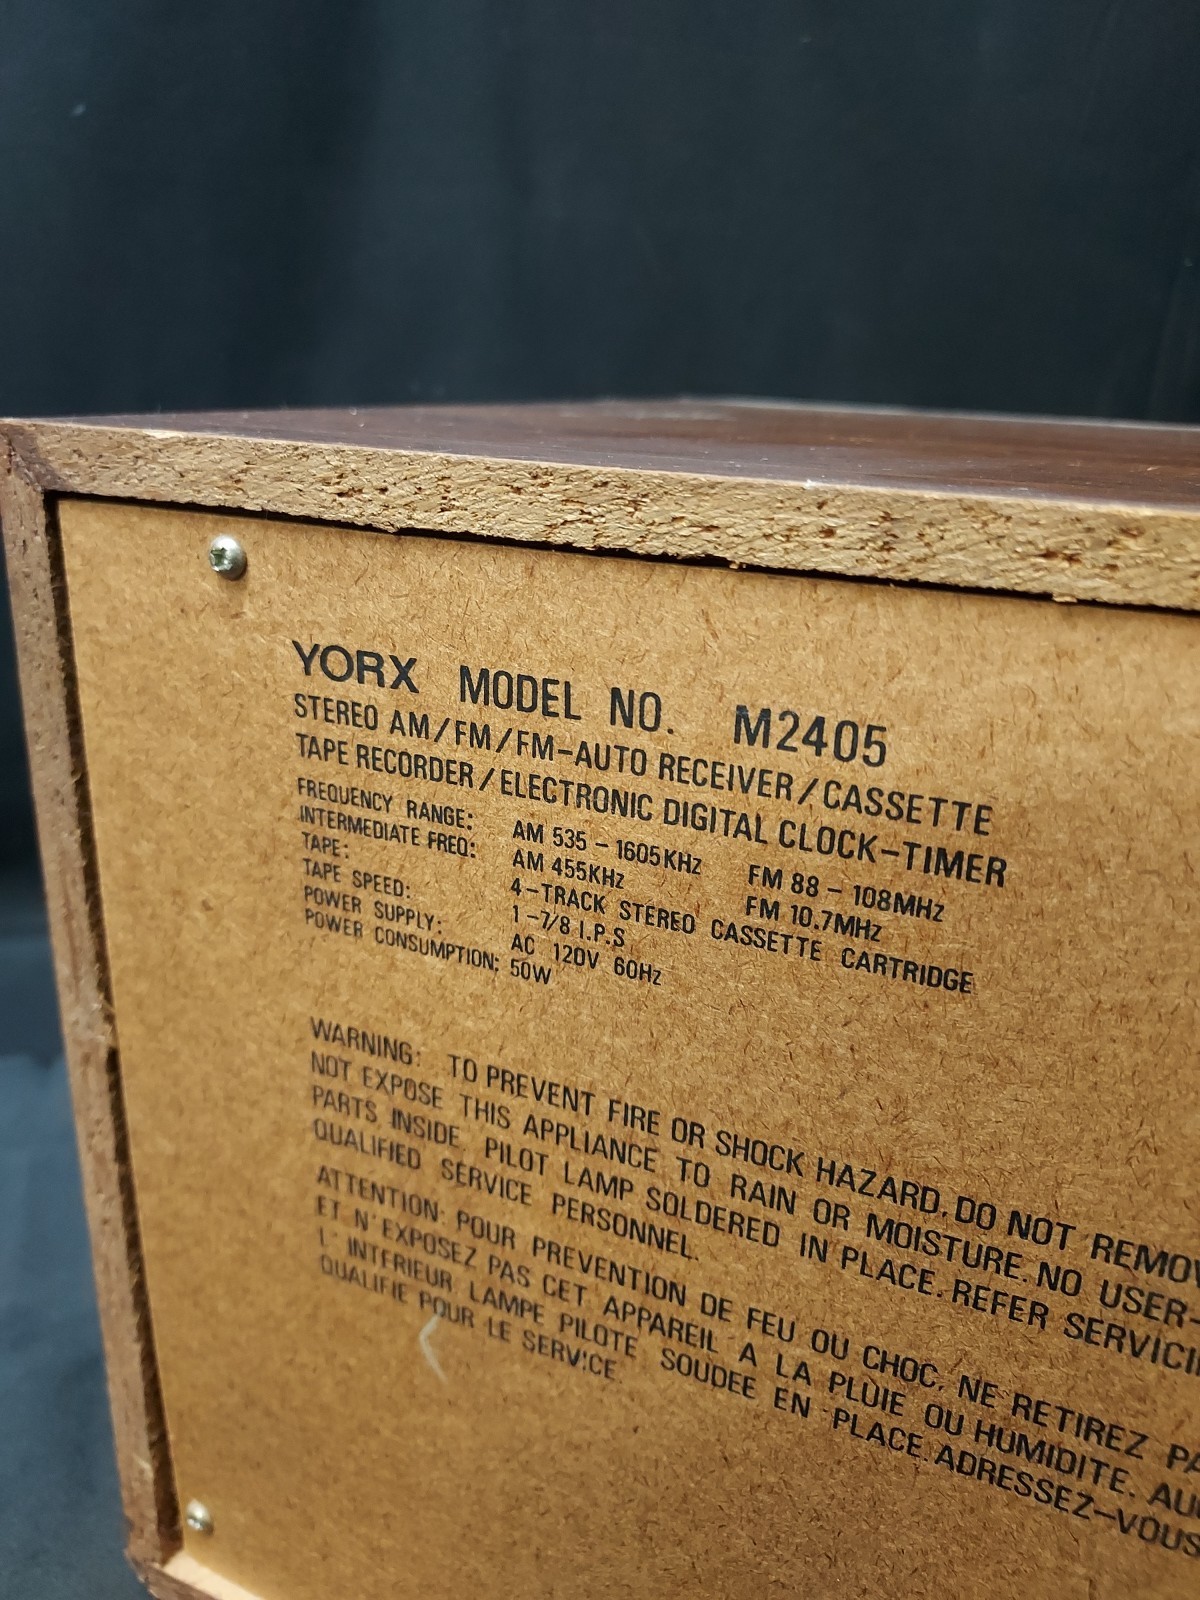 YORX MODEL NO. M2405
STEREO AM/FM/FM-AUTO RECEIVER/CASSETTE
TAPE RECORDER/ELECTRONIC DIGITAL CLOCK-TIMER
FREQUENCY RANGE: AM 535 - 1605KHz FM 88 - 108MHz
INTERMEDIATE FREQ: AM 455KHz FM 10.7MHz
TAPE: 4-TRACK STEREO CASSETTE CARTRIDGE
TAPE SPEED: 1-7/8 I.P.S
POWER SUPPLY: AC 120V 60Hz
POWER CONSUMPTION: 50W
WARNING: TO PREVENT FIRE OR SHOCK HAZARD, DO NOT REMOV
NOT EXPOSE THIS APPLIANCE TO RAIN OR MOISTURE. NO USER-
PARTS INSIDE, PILOT LAMP SOLDERED IN PLACE. REFER SERVICI
QUALIFIED SERVICE PERSONNEL.
ATTENTION: POUR PREVENTION DE FEU OU CHOC, NE RETIREZ PA
ET N'EXPOSEZ PAS CET APPAREIL A LA PLUIE OU HUMIDITE. AU
L'INTERIEUR LAMPE PILOTE SOUDEE EN PLACE. ADRESSEZ-VOUS
QUALIFIE POUR LE SERVICE.